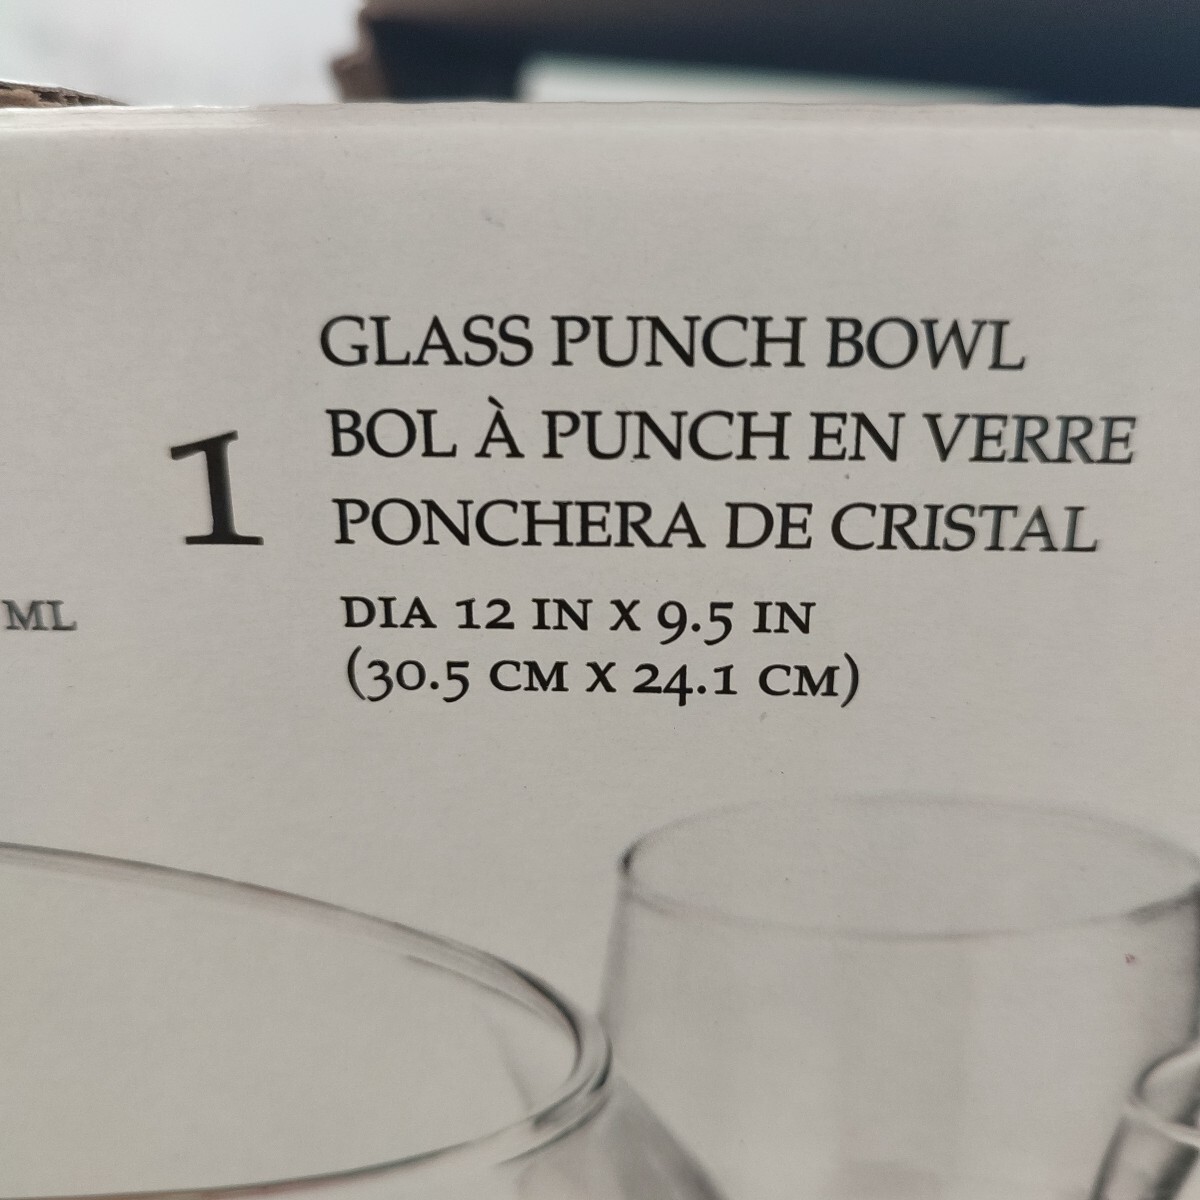 GLASS PUNCH BOWL
BOL À PUNCH EN VERRE
1
PONCHERA DE CRISTAL
ML
DIA 12 IN X 9.5 IN
(30.5 CM X 24.1 CM)